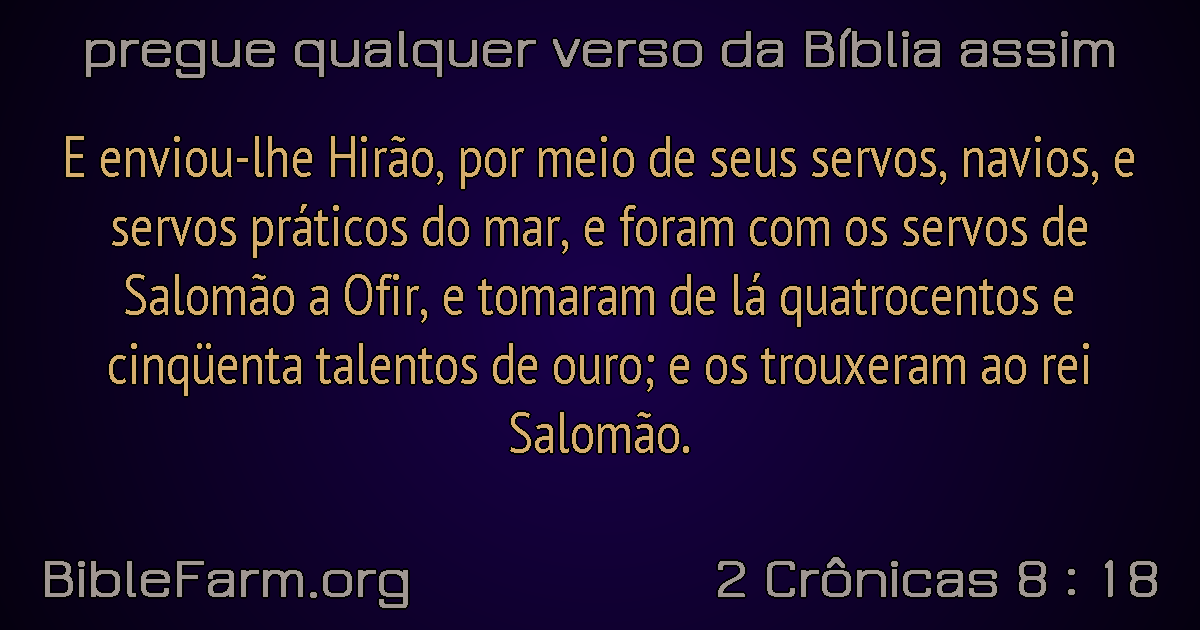 pregue qualquer verso da Bíblia assim
E enviou-lhe Hirão, por meio de seus servos, navios, e
servos práticos do mar, e foram com os servos de
Salomão a Ofir, e tomaram de lá quatrocentos e
cinqüenta talentos de ouro; e os trouxeram ao rei
Salomão.
BibleFarm.org
2 Crônicas 8 : 18